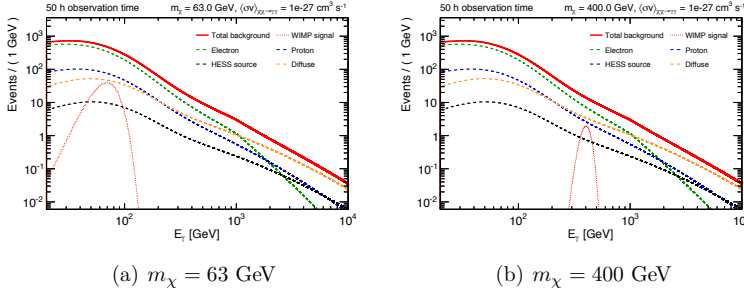 50 h observation time
m_χ = 63.0 GeV, ⟨σv⟩_χχ→γγ = 1e-27 cm³ s⁻¹
Events / ( 1 GeV )
10³
10²
10
1
10⁻¹
10⁻²
Total background
WIMP signal
Electron
Proton
HESS source
Diffuse
10²
10³
10⁴
E_γ [GeV]
(a) m_χ = 63 GeV
50 h observation time
m_χ = 400.0 GeV, ⟨σv⟩_χχ→γγ = 1e-27 cm³ s⁻¹
Events / ( 1 GeV )
10³
10²
10
1
10⁻¹
10⁻²
Total background
WIMP signal
Electron
Proton
HESS source
Diffuse
10²
10³
10⁴
E_γ [GeV]
(b) m_χ = 400 GeV